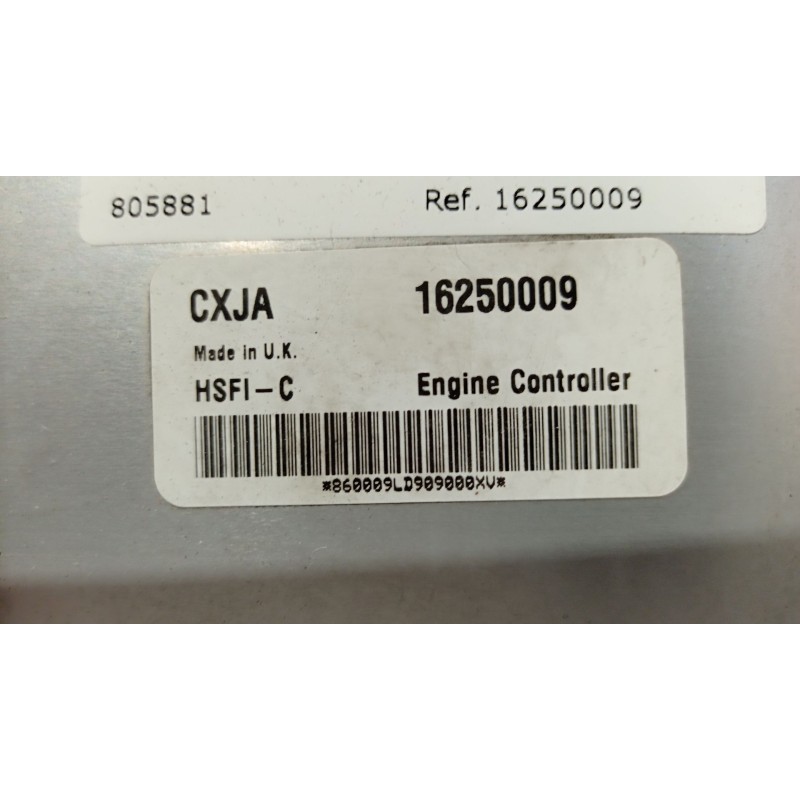 805881 Ref. 16250009
CXJA 16250009
Made in U.K.
HSFI-C Engine Controller
*860009LD909000XV*